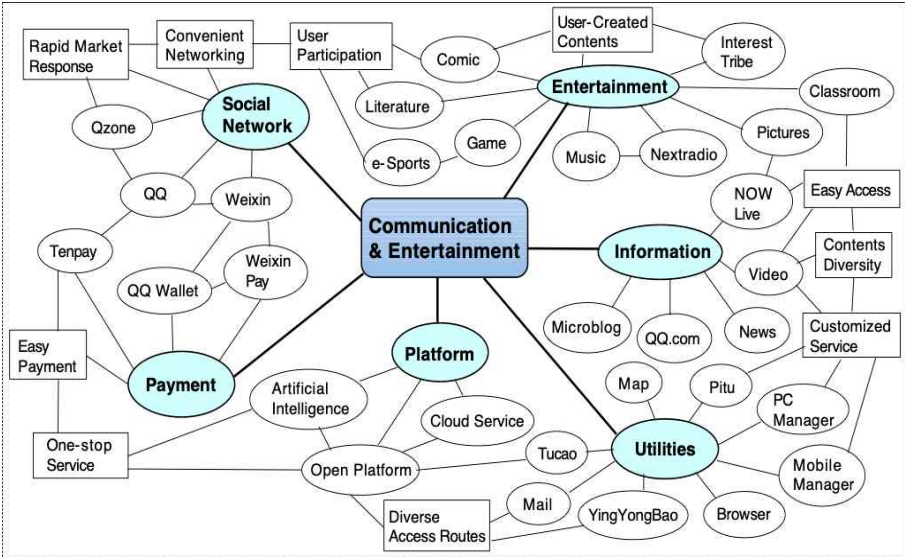 Rapid Market
Response
Convenient
Networking
User
Participation
User-Created
Contents
Comic
Interest
Tribe
Social
Network
Literature
Entertainment
Classroom
Qzone
e-Sports
Game
Music
Nextradio
Pictures
QQ
Weixin
NOW
Live
Easy Access
Communication
& Entertainment
Tenpay
Weixin
Pay
Information
Video
Contents
Diversity
QQ Wallet
Microblog
QQ.com
News
Customized
Service
Easy
Payment
Payment
Platform
Artificial
Intelligence
Map
Pitu
PC
Manager
Cloud Service
One-stop
Service
Open Platform
Tucao
Utilities
Mobile
Manager
Diverse
Access Routes
Mail
YingYongBao
Browser